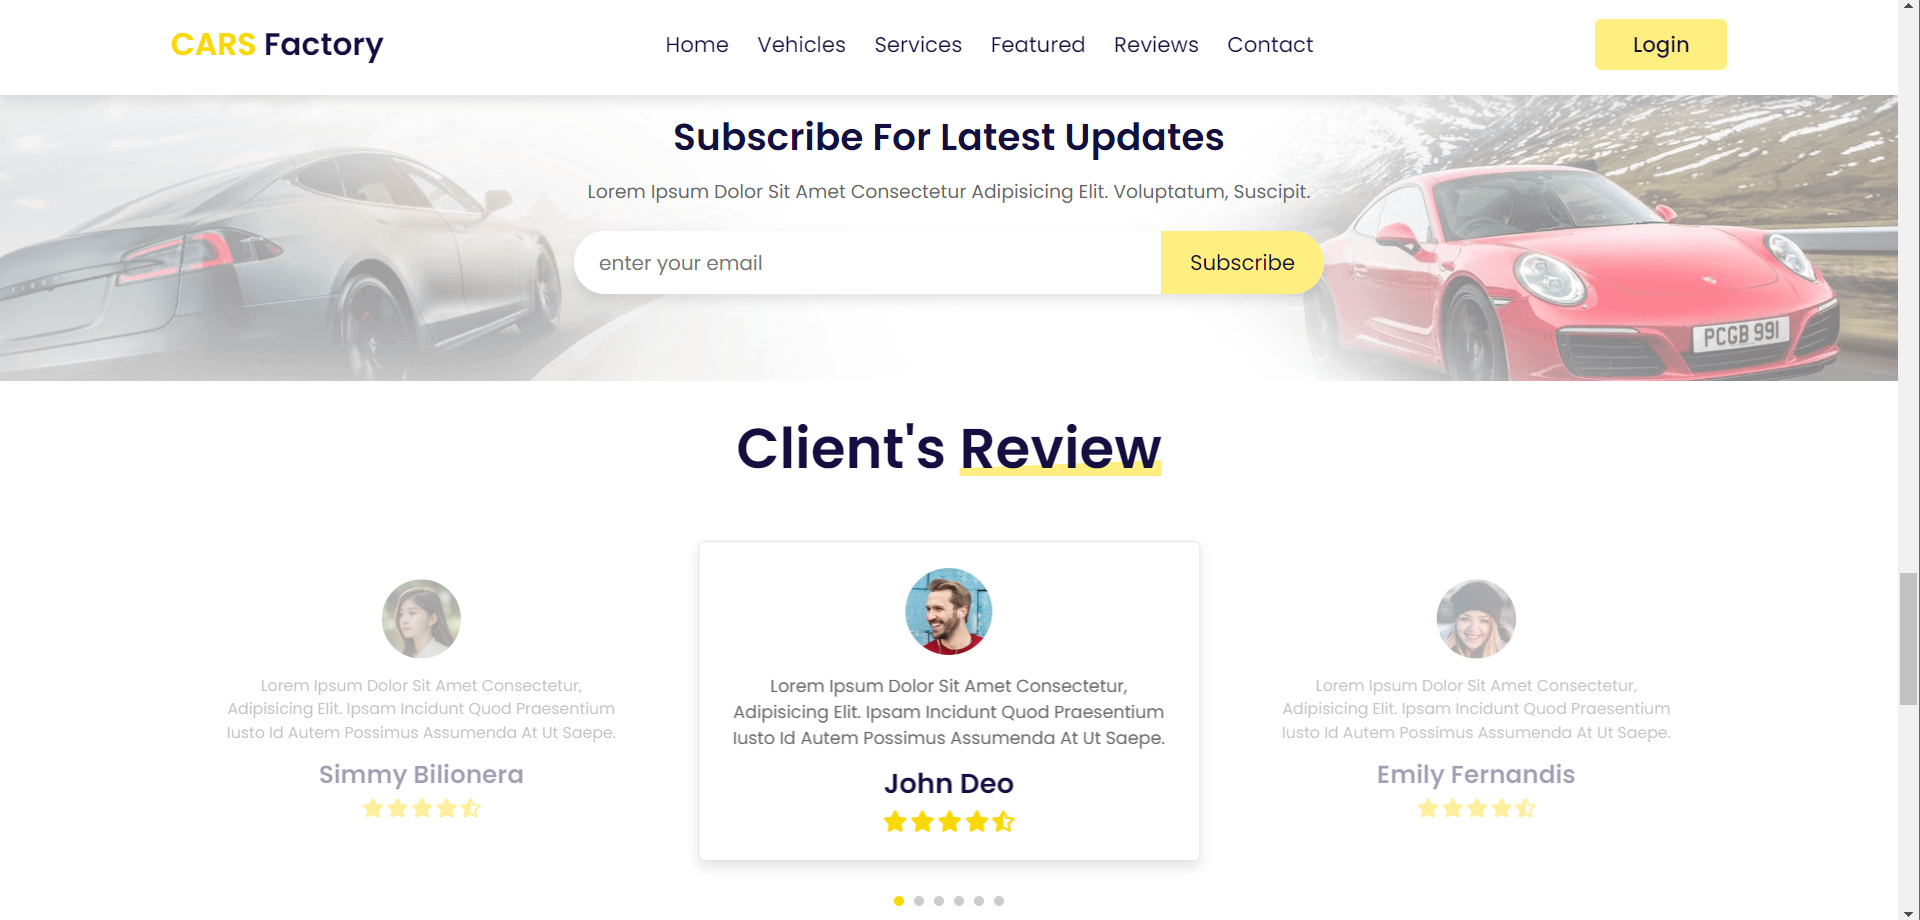 CARS Factory
Home Vehicles Services Featured Reviews Contact
Login
Subscribe For Latest Updates
Lorem Ipsum Dolor Sit Amet Consectetur Adipisicing Elit. Voluptatum, Suscipit.
enter your email
Subscribe
PCGB 991
Client's Review
Lorem Ipsum Dolor Sit Amet Consectetur,
Adipisicing Elit. Ipsam Incidunt Quod Praesentium
Iusto Id Autem Possimus Assumenda At Ut Saepe.
Simmy Bilionera
Lorem Ipsum Dolor Sit Amet Consectetur,
Adipisicing Elit. Ipsam Incidunt Quod Praesentium
Iusto Id Autem Possimus Assumenda At Ut Saepe.
John Deo
Lorem Ipsum Dolor Sit Amet Consectetur,
Adipisicing Elit. Ipsam Incidunt Quod Praesentium
Iusto Id Autem Possimus Assumenda At Ut Saepe.
Emily Fernandis